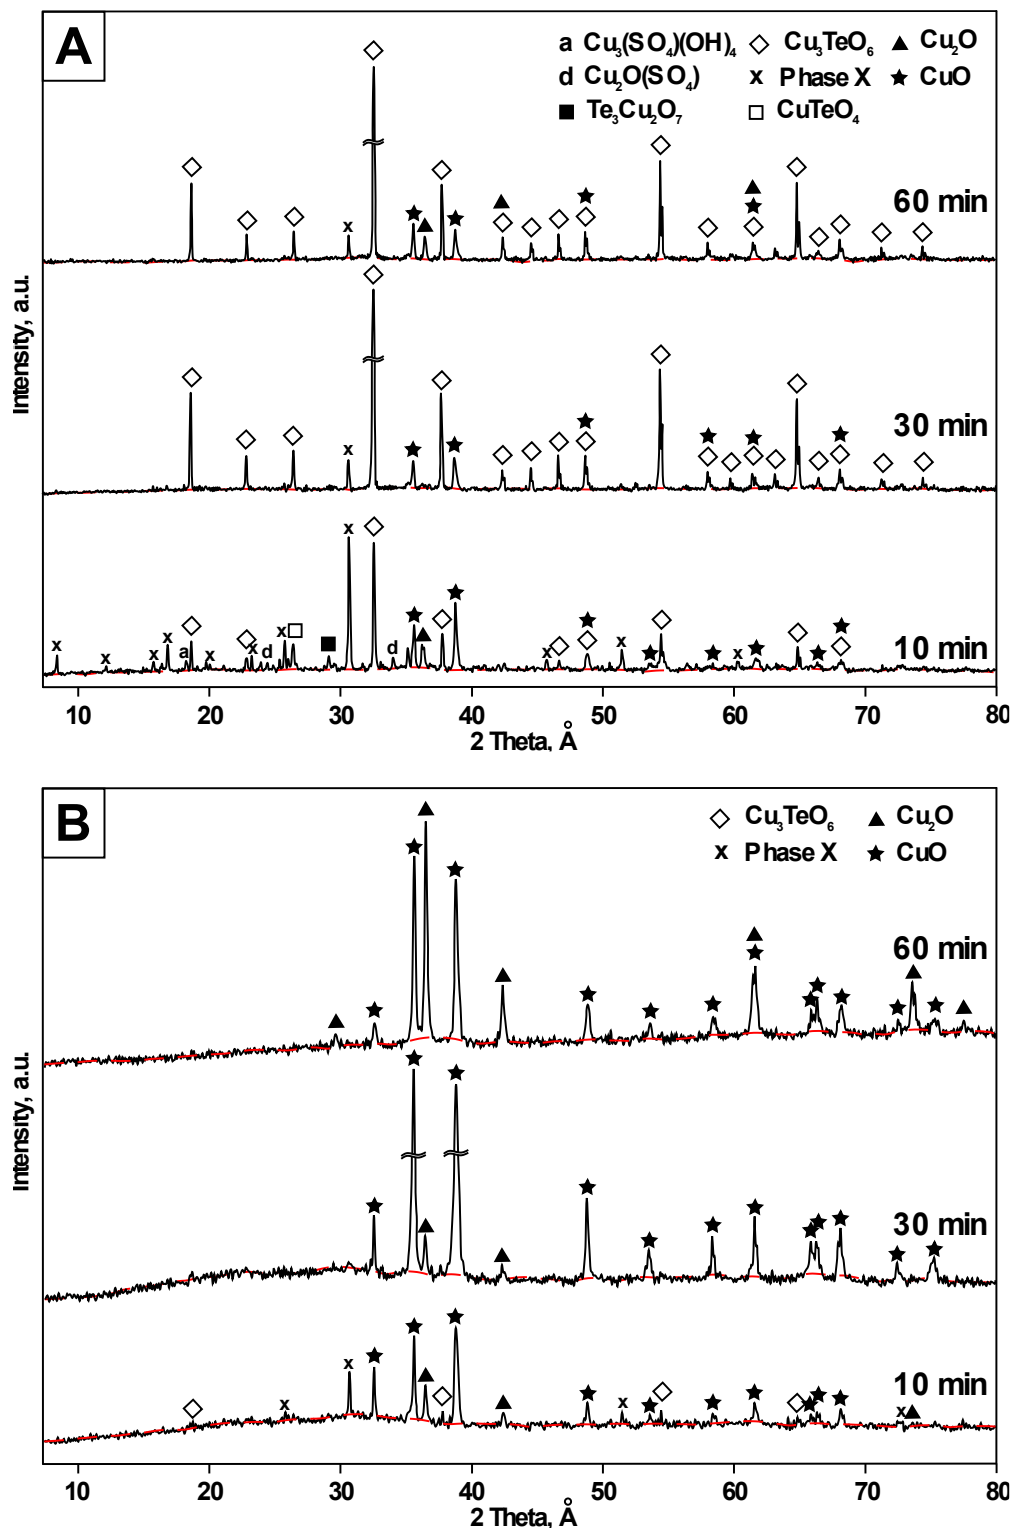 A
a Cu₃(SO₄)(OH)₄ ◇ Cu₃TeO₆ ▲ Cu₂O
d Cu₂O(SO₄) x Phase X ★ CuO
■ Te₃Cu₂O₇ □ CuTeO₄
60 min
x
30 min
x
10 min
x x x x a x x d x x d x x x
Intensity, a.u.
10 20 30 40 50 60 70 80
2 Theta, Å
B
◇ Cu₃TeO₆ ▲ Cu₂O
x Phase X ★ CuO
60 min
30 min
10 min
x x x x
Intensity, a.u.
10 20 30 40 50 60 70 80
2 Theta, Å